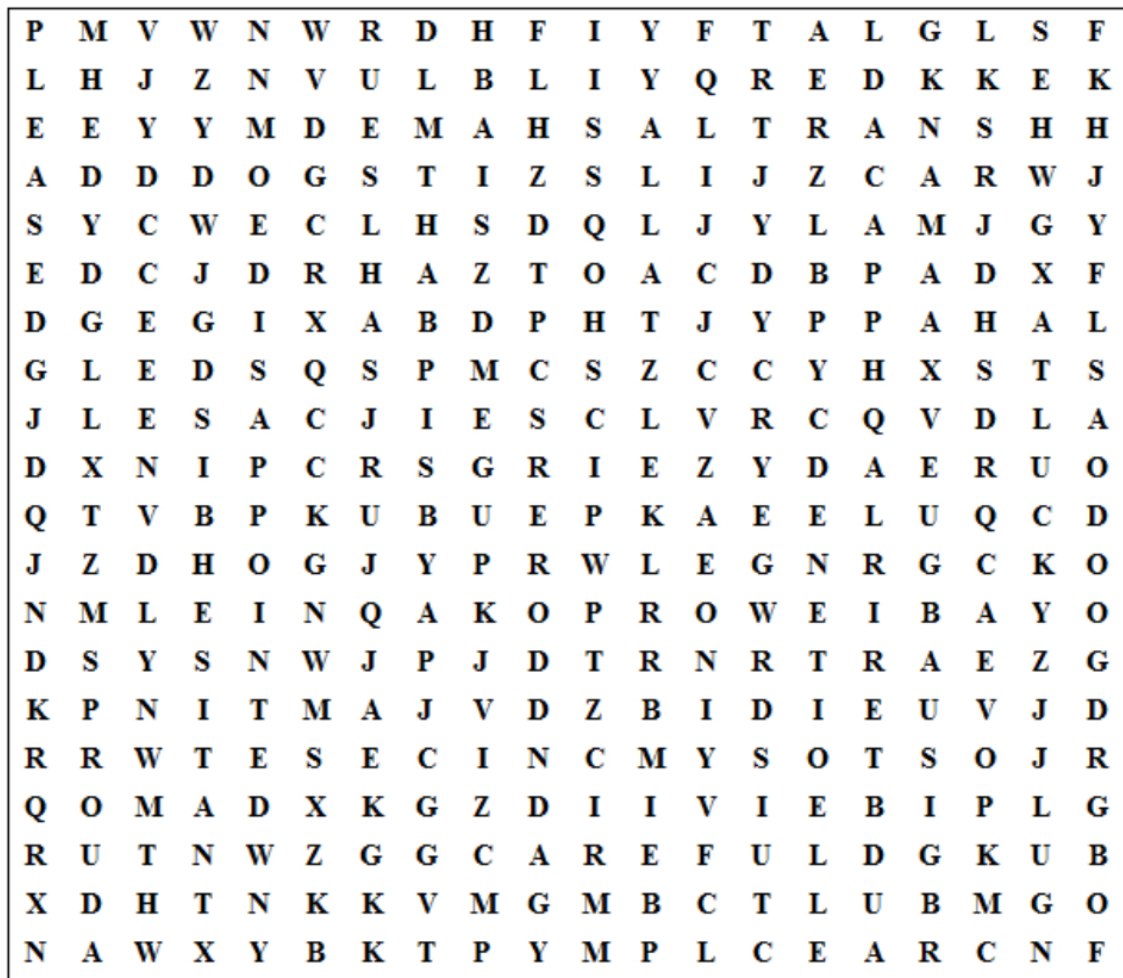 P M V W N W R D H F I Y F T A L G L S F
L H J Z N V U L B L I Y Q R E D K K E K
E E Y Y M D E M A H S A L T R A N S H H
A D D D O G S T I Z S L I J Z C A R W J
S Y C W E C L H S D Q L J Y L A M J G Y
E D C J D R H A Z T O A C D B P A D X F
D G E G I X A B D P H T J Y P P A H A L
G L E D S Q S P M C S Z C C Y H X S T S
J L E S A C J I E S C L V R C Q V D L A
D X N I P C R S G R I E Z Y D A E R U O
Q T V B P K U B U E P K A E E L U Q C D
J Z D H O G J Y P R W L E G N R G C K O
N M L E I N Q A K O P R O W E I B A Y O
D S Y S N W J P J D T R N R T R A E Z G
K P N I T M A J V D Z B I D I E U V J D
R R W T E S E C I N C M Y S O T S O J R
Q O M A D X K G Z D I I V I E B I P L G
R U T N W Z G G C A R E F U L D G K U B
X D H T N K K V M G M B C T L U B M G O
N A W X Y B K T P Y M P L C E A R C N F